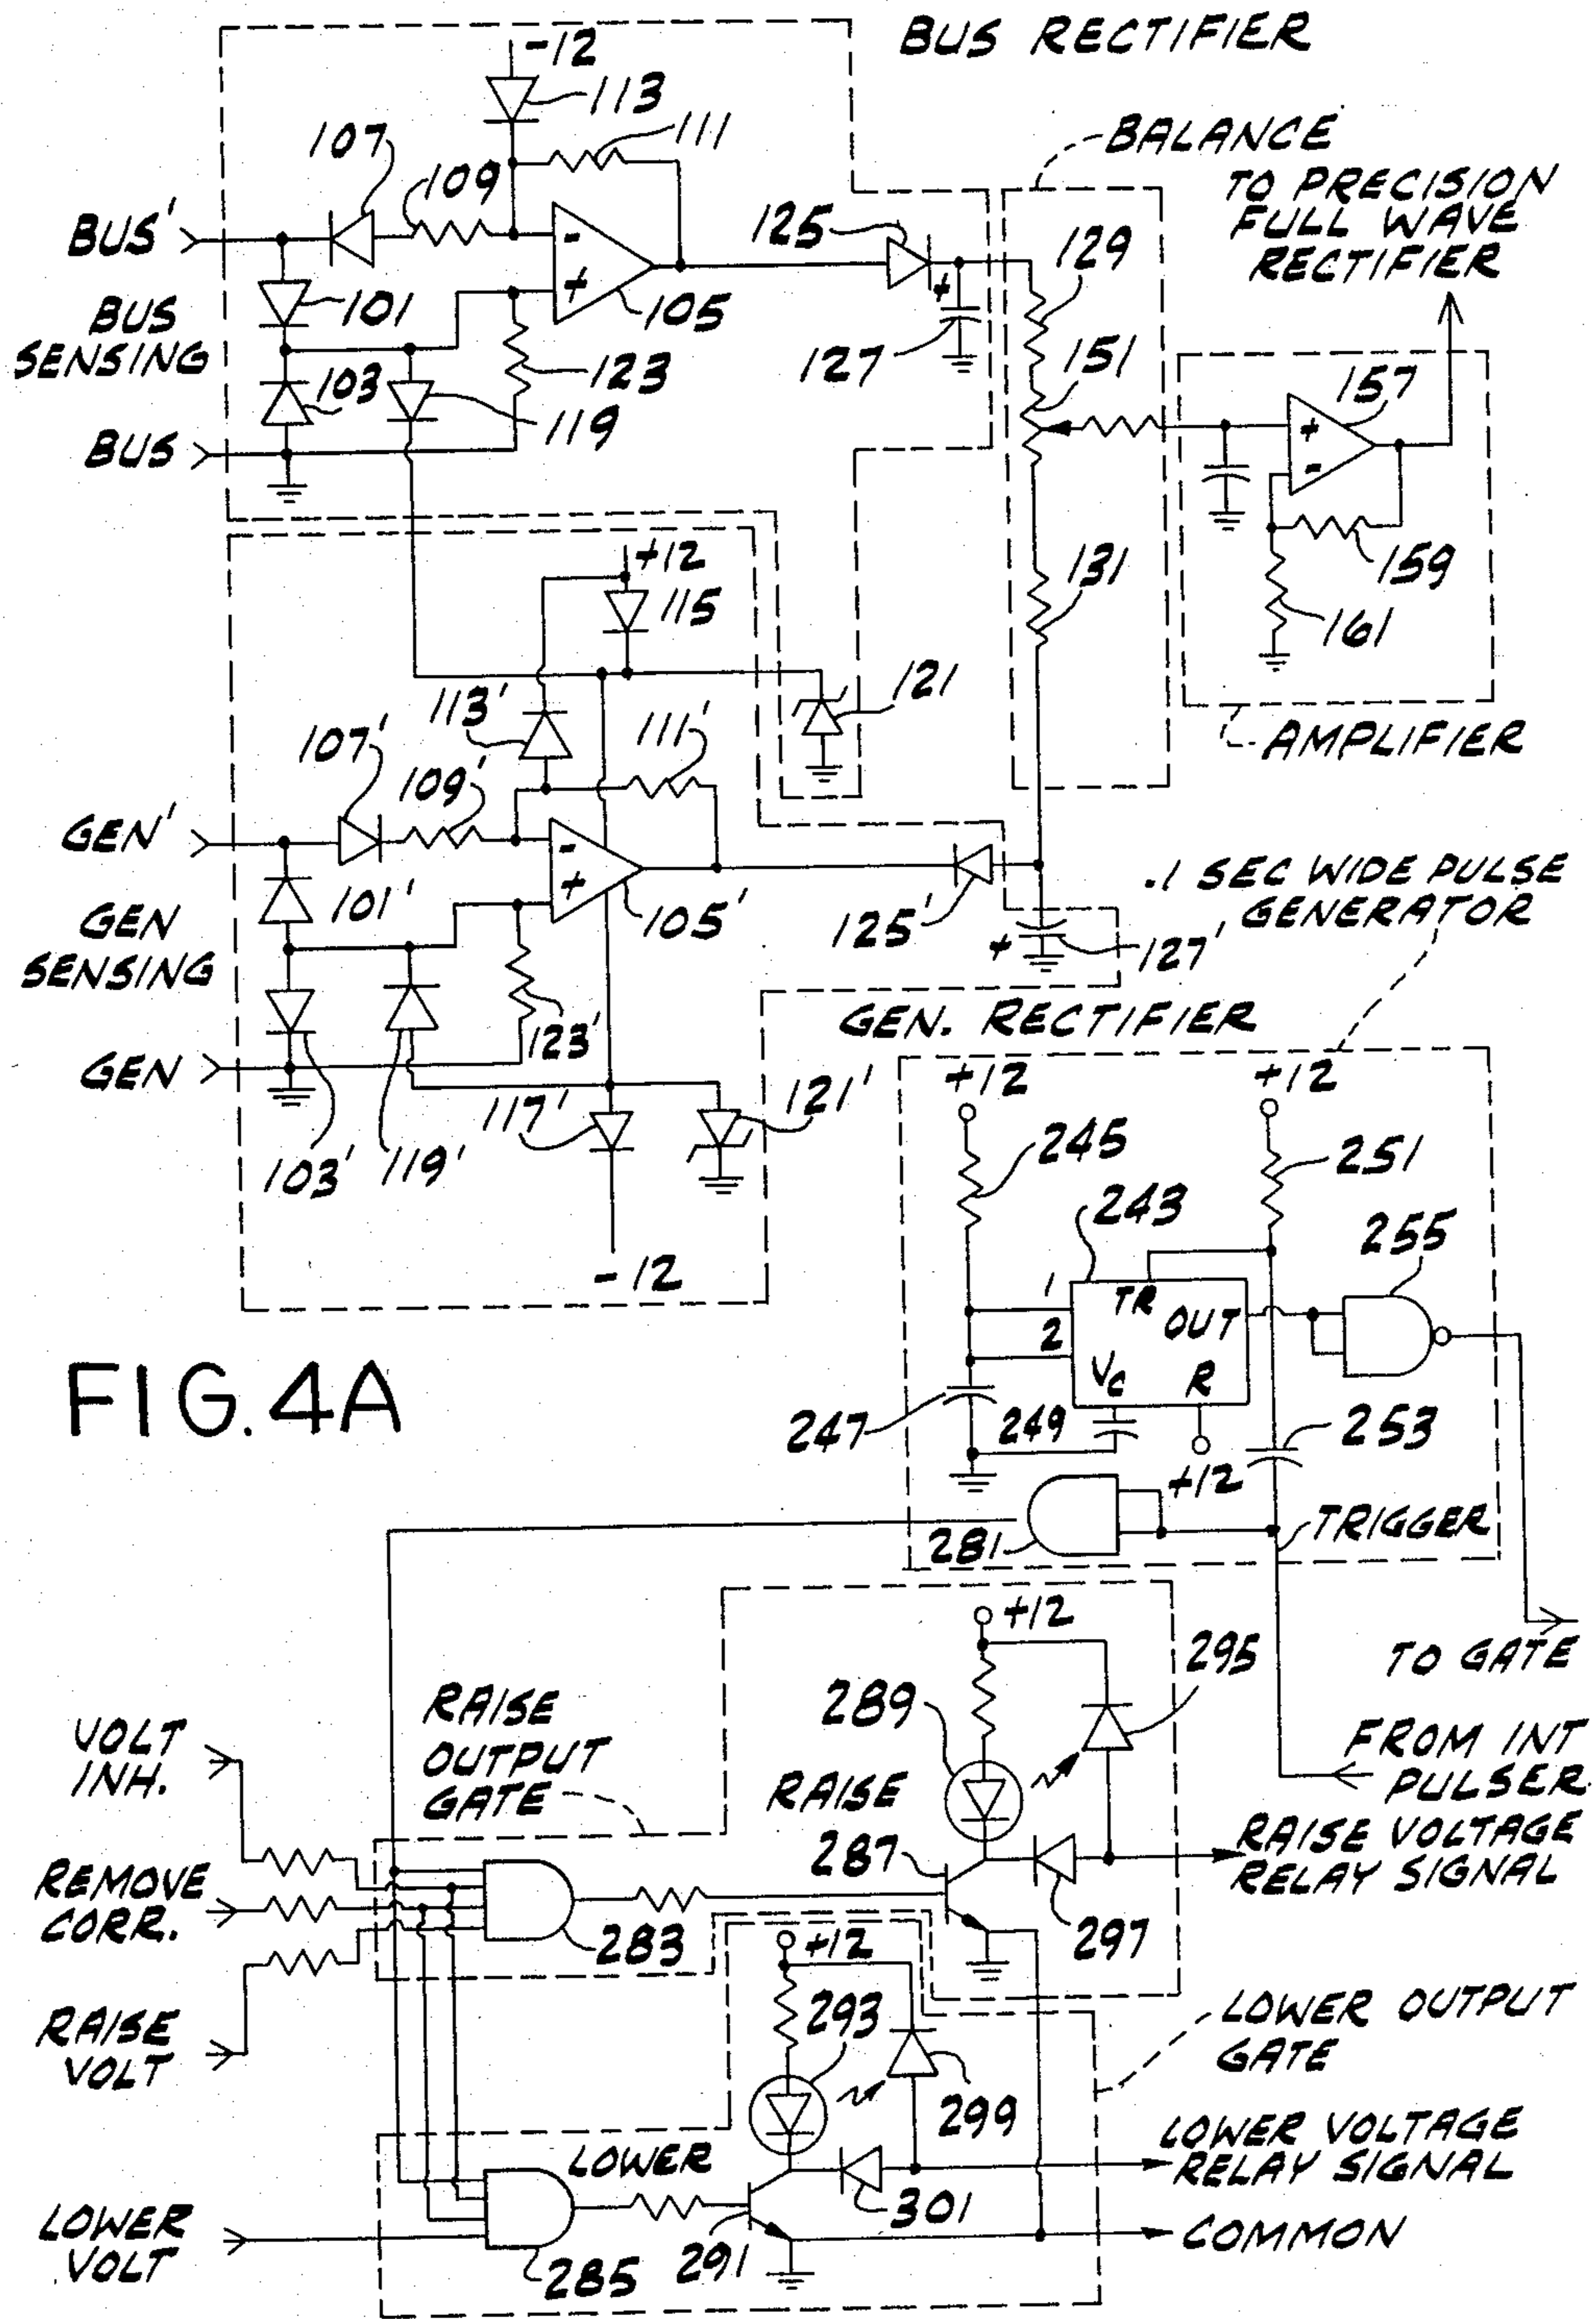 BUS RECTIFIER
-12
113
111
107
109
BALANCE
TO PRECISION
FULL WAVE
RECTIFIER
BUS'
-
+
105
125
+
127
129
151
157
+
-
101
BUS
SENSING
103
123
119
BUS
159
161
131
+12
115
121
AMPLIFIER
113'
111'
107'
109'
GEN'
-
+
105'
101'
GEN
SENSING
125'
+
127'
.1 SEC WIDE PULSE
GENERATOR
GEN. RECTIFIER
123'
GEN
117'
121'
103'
119'
-12
+12
+12
245
251
243
255
1
2
TR
OUT
VC
R
247
249
+12
253
FIG. 4A
281
TRIGGER
TO GATE
+12
295
289
RAISE
OUTPUT
GATE
RAISE
FROM INT
PULSER
VOLT
INH.
287
RAISE VOLTAGE
RELAY SIGNAL
REMOVE
CORR.
283
297
+12
RAISE
VOLT
293
LOWER OUTPUT
GATE
299
LOWER
LOWER VOLTAGE
RELAY SIGNAL
301
LOWER
VOLT
285
291
COMMON